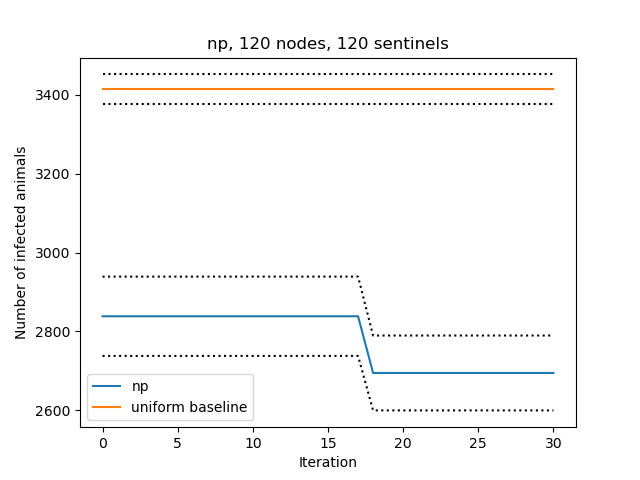 np, 120 nodes, 120 sentinels
Number of infected animals
3400
3200
3000
2800
2600
np
uniform baseline
0 5 10 15 20 25 30
Iteration